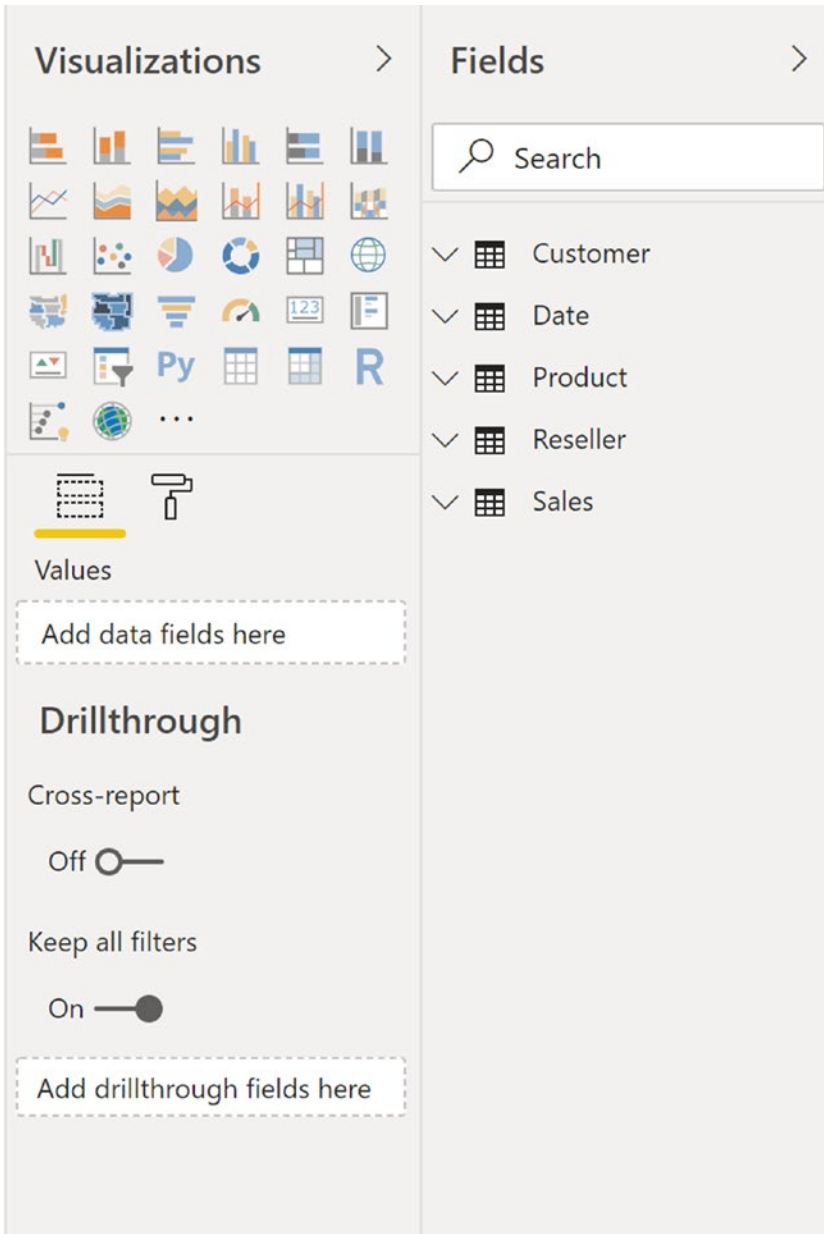 Visualizations
123
Py
R
...
Values
Add data fields here
Drillthrough
Cross-report
Off
Keep all filters
On
Add drillthrough fields here
Fields
Search
Customer
Date
Product
Reseller
Sales